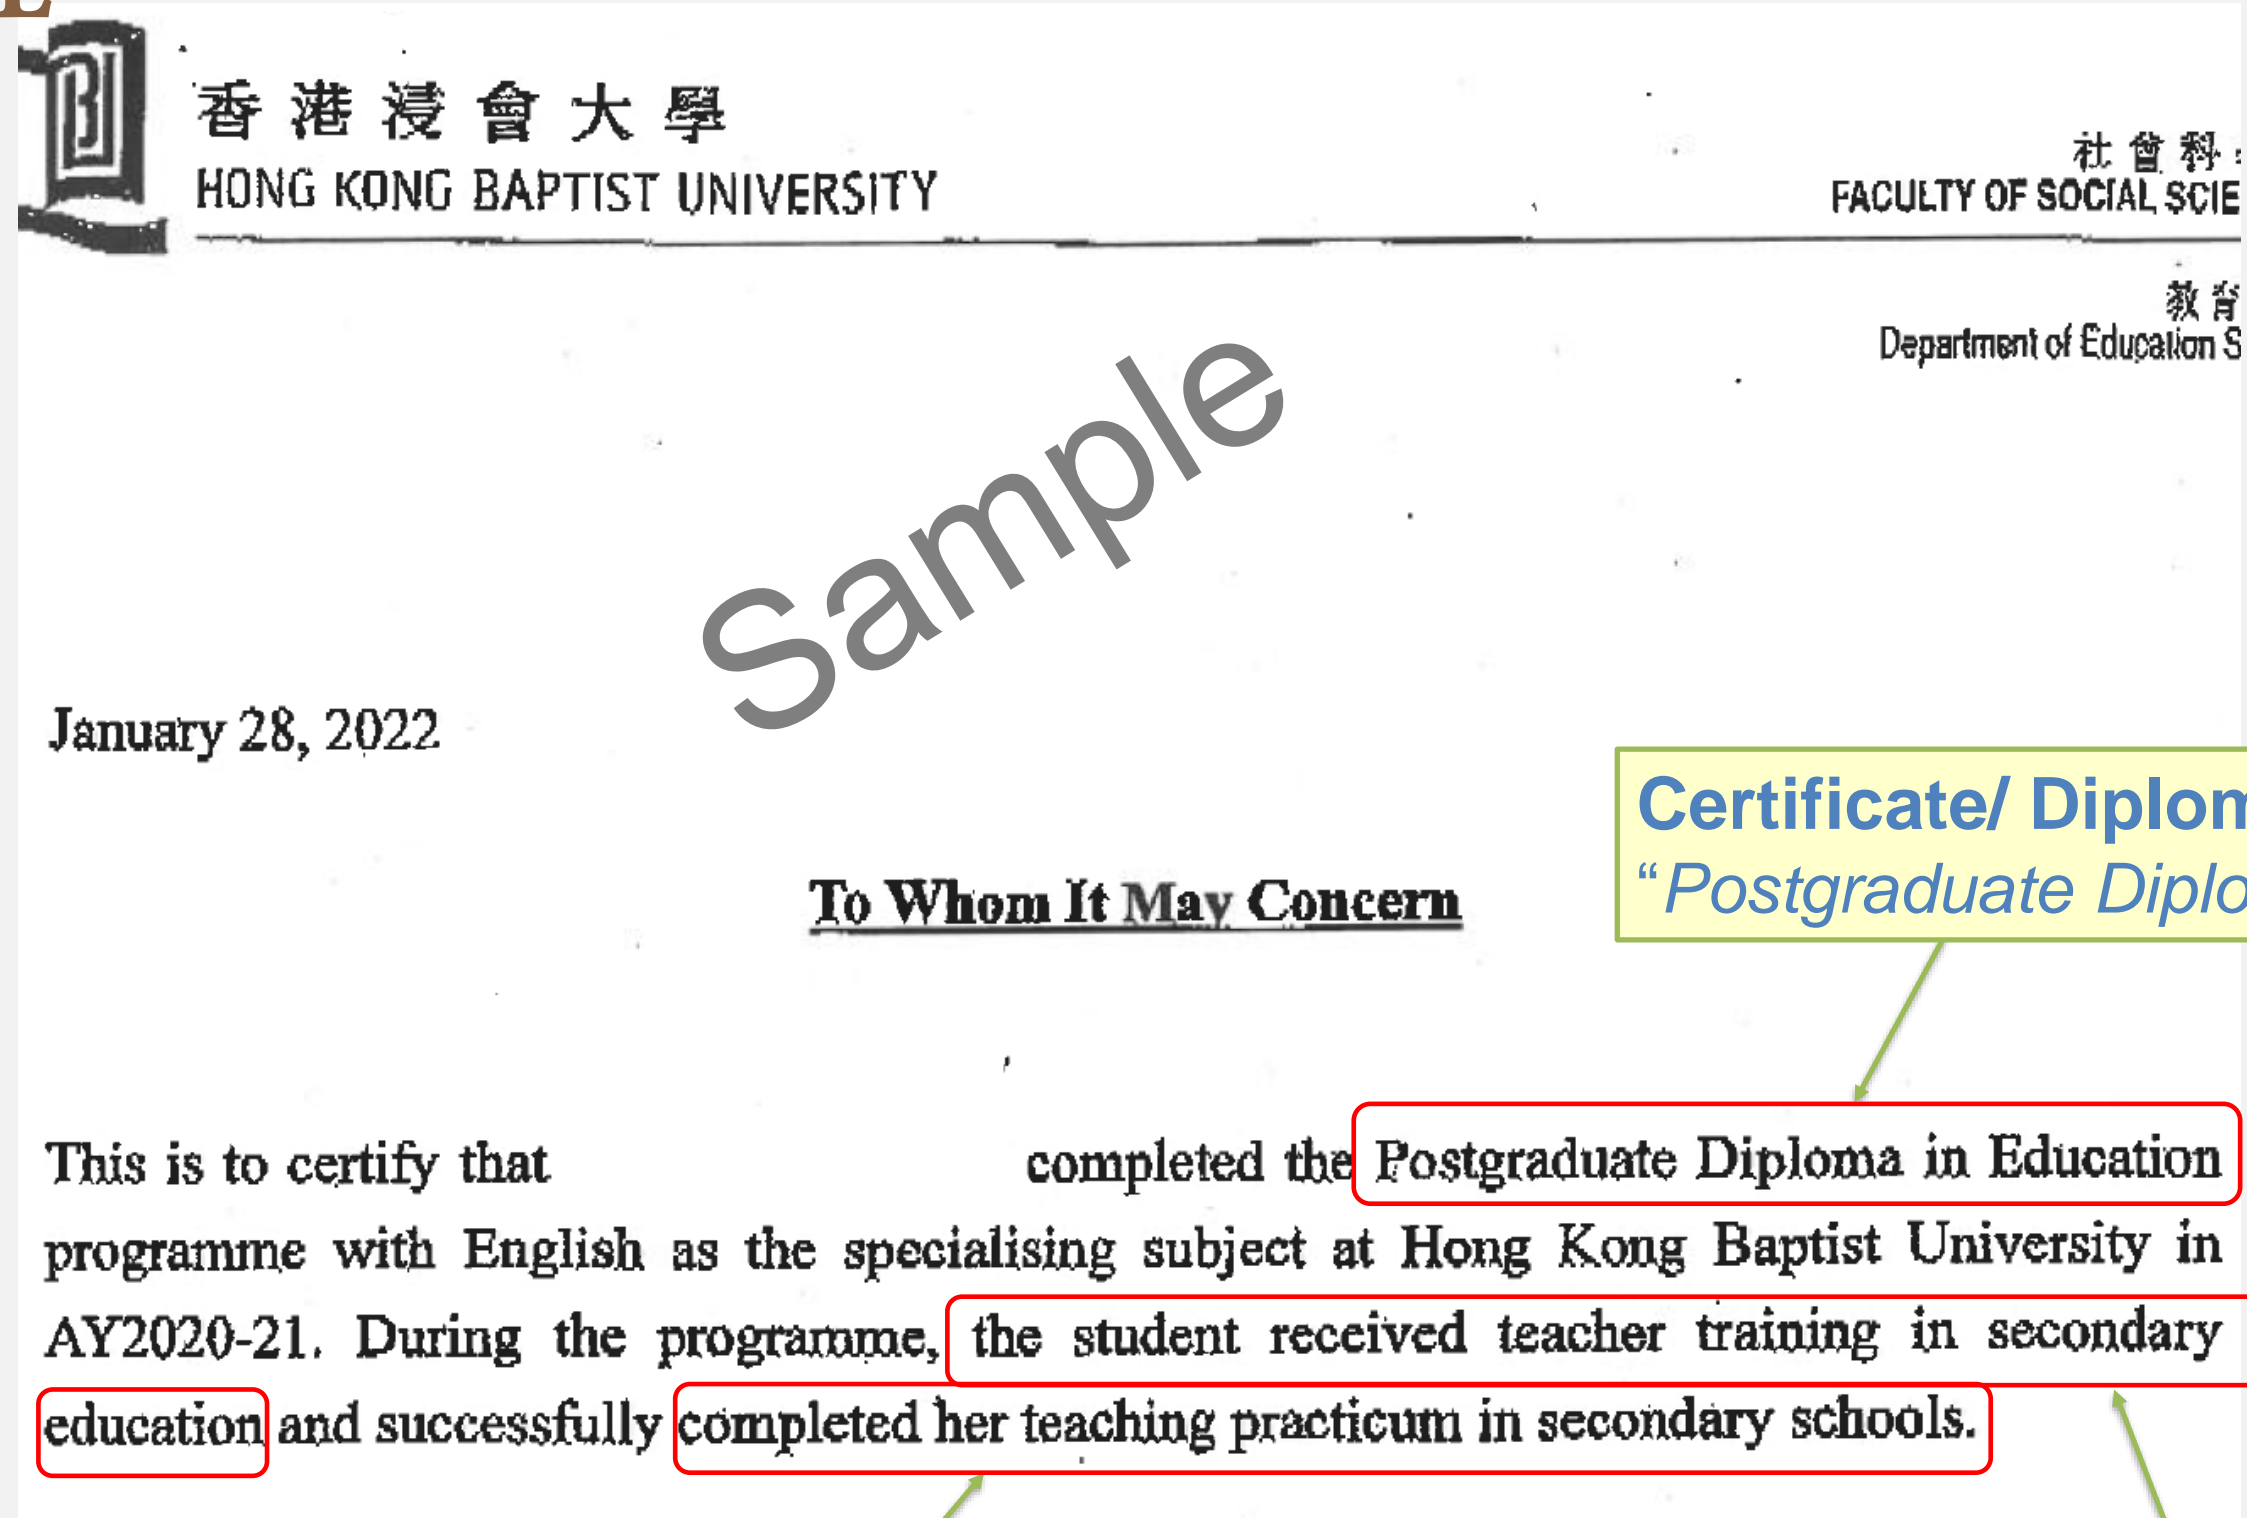 香港浸會大學
HONG KONG BAPTIST UNIVERSITY
社會科
FACULTY OF SOCIAL SCIE
教育
Department of Education S
Sample
January 28, 2022
Certificate/ Diplom
“Postgraduate Diplo
To Whom It May Concern
This is to certify that completed the Postgraduate Diploma in Education
programme with English as the specialising subject at Hong Kong Baptist University in
AY2020-21. During the programme, the student received teacher training in secondary
education and successfully completed her teaching practicum in secondary schools.